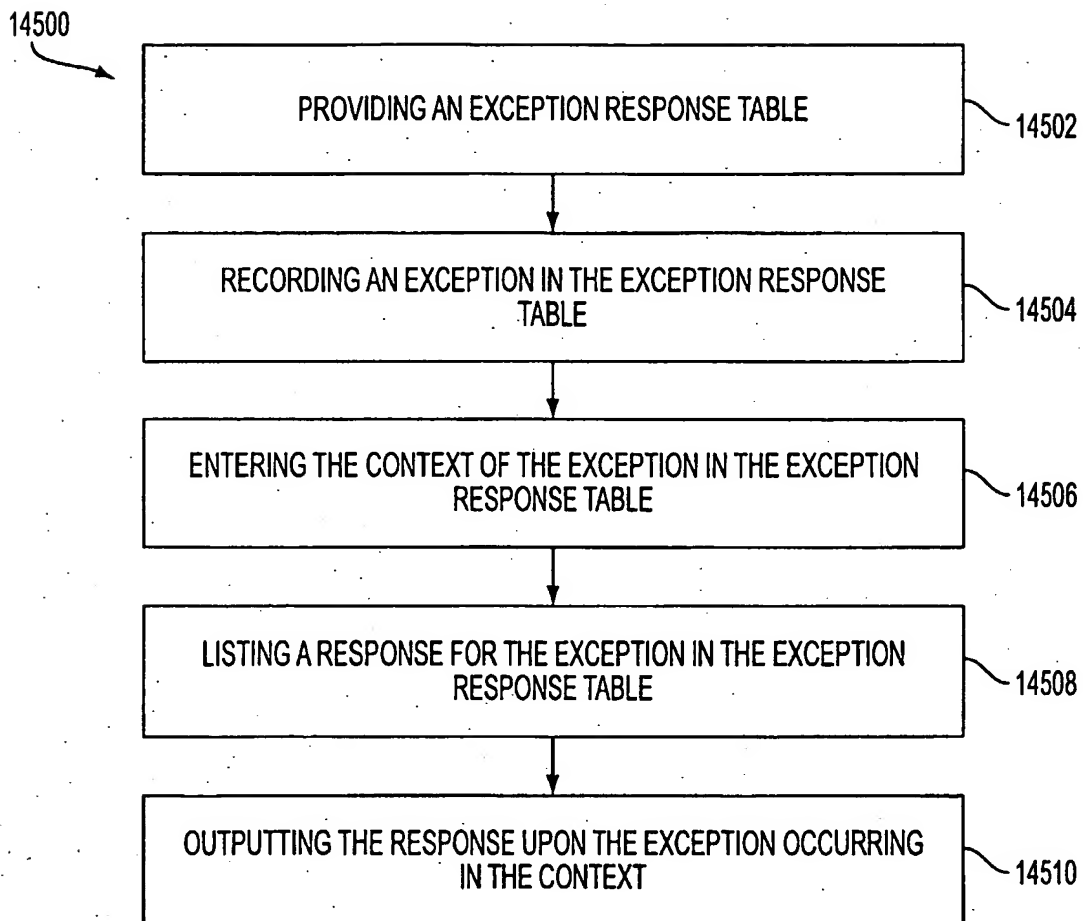 14500
PROVIDING AN EXCEPTION RESPONSE TABLE
14502
RECORDING AN EXCEPTION IN THE EXCEPTION RESPONSE
TABLE
14504
ENTERING THE CONTEXT OF THE EXCEPTION IN THE EXCEPTION
RESPONSE TABLE
14506
LISTING A RESPONSE FOR THE EXCEPTION IN THE EXCEPTION
RESPONSE TABLE
14508
OUTPUTTING THE RESPONSE UPON THE EXCEPTION OCCURRING
IN THE CONTEXT
14510